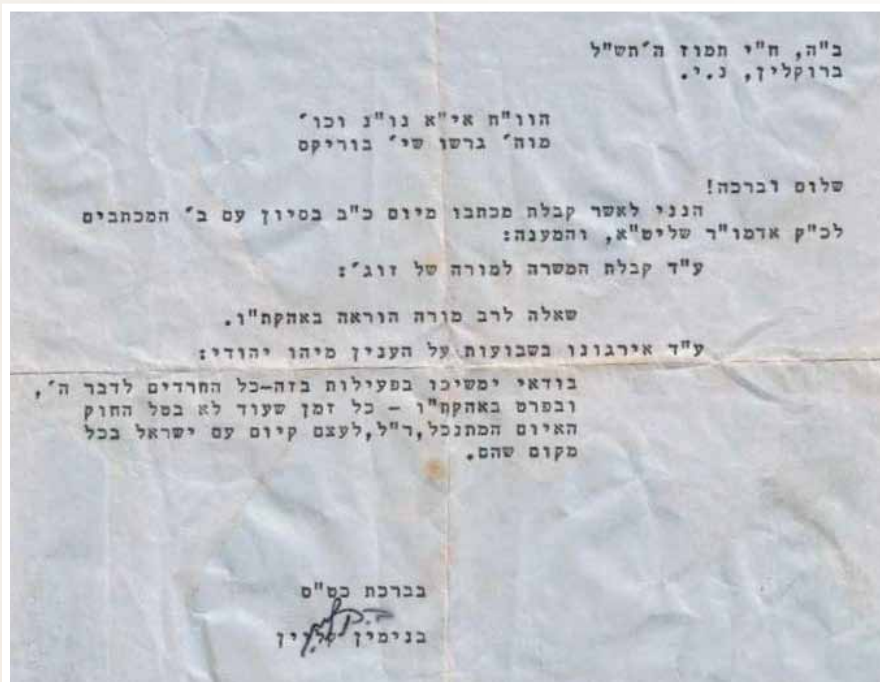 ב"ה, ח"י תמוז ה'תש"ל
ברוקלין, נ.י.
הוו"ח אי"א נו"נ וכו'
מוה' ברשו שי' בוריקס
שלום וברכה!
הנני לאשר קבלת מכתבו מיום כ"ב בסיון עם ב' המכתבים
לכ"ק אדמו"ר שליט"א, והמענה:
ע"ד קבלת המשרה למורה של זוג':
שאלה לרב מורה הוראה באהקת"ו.
ע"ד אירגונו בשבועות על הענין מיהו יהודי:
בודאי ימשיכו בפעילות בזה-כל החרדים לדבר ה',
ובפרט באהקת"ו - כל זמן שעוד לא בטל החוק
האיום המתנכל,ר"ל,לעצם קיום עם ישראל בכל
מקום שהם.
בברכת כט"ס
בנימין קליין